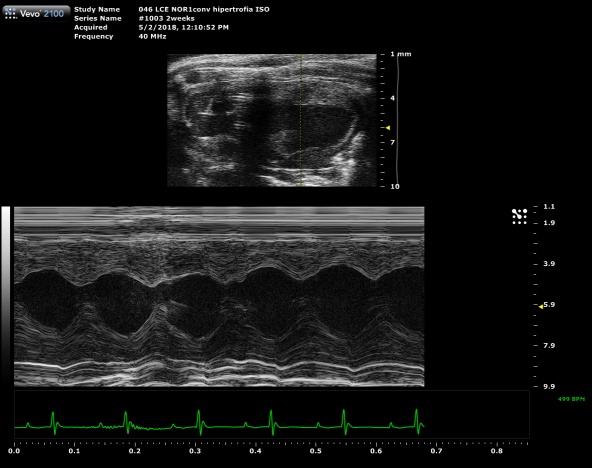 Vevo 2100
Study Name 046 LCE NOR1conv hipertrofia ISO
Series Name #1003 2weeks
Acquired 5/2/2018, 12:10:52 PM
Frequency 40 MHz
1 mm
4
7
10
1.1
1.9
3.9
5.9
7.9
9.9
499 BPM
0.0 0.1 0.2 0.3 0.4 0.5 0.6 0.7 0.8